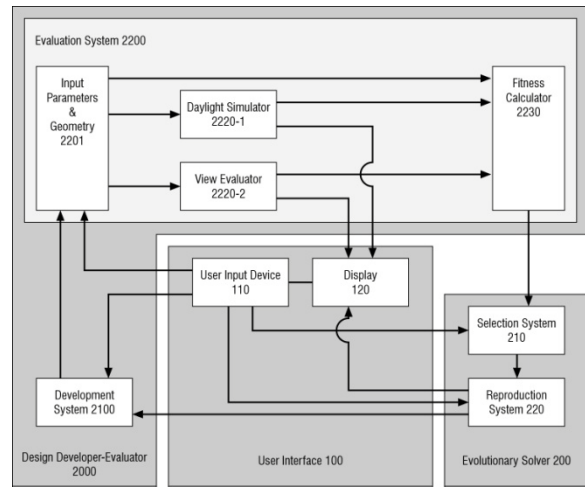 Evaluation System 2200
Input
Parameters
&
Geometry
2201
Daylight Simulator
2220-1
View Evaluator
2220-2
Fitness
Calculator
2230
User Input Device
110
Display
120
Selection System
210
Development
System 2100
Reproduction
System 220
Design Developer-Evaluator
2000
User Interface 100
Evolutionary Solver 200